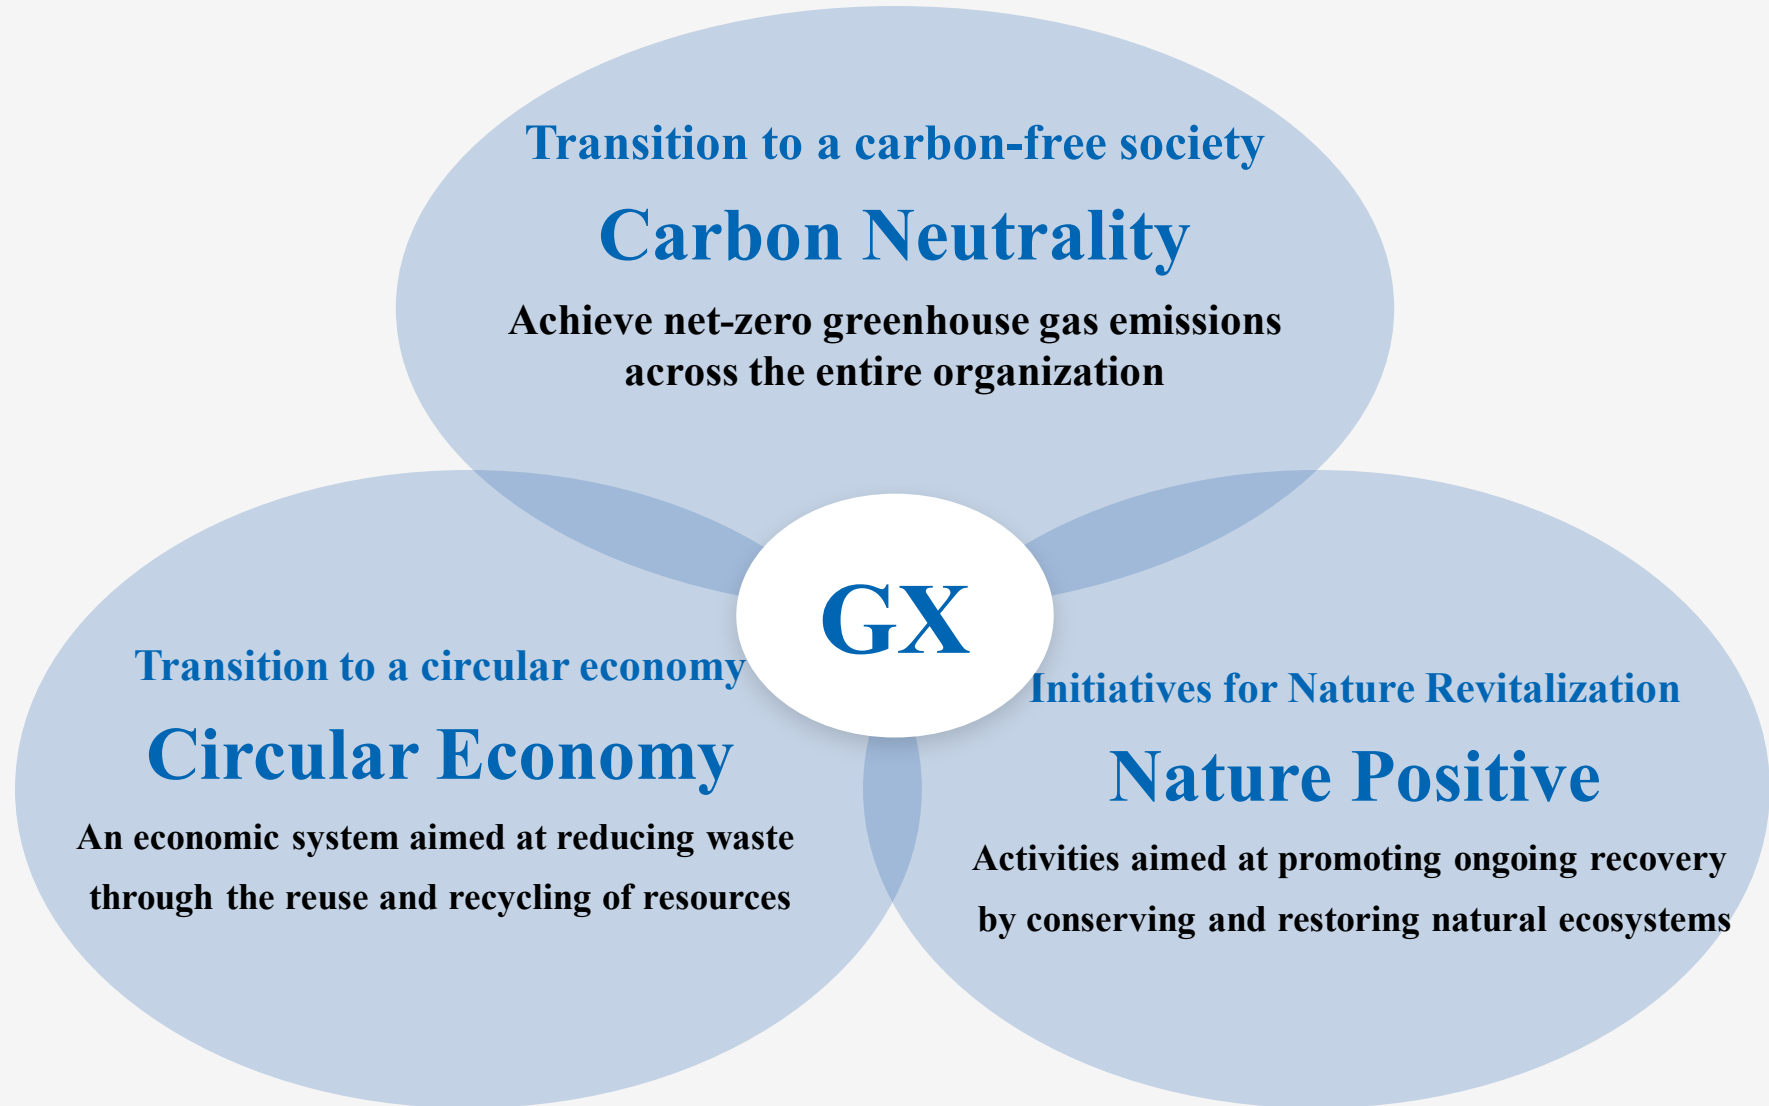 Transition to a carbon-free society
Carbon Neutrality
Achieve net-zero greenhouse gas emissions
across the entire organization
GX
Transition to a circular economy
Circular Economy
An economic system aimed at reducing waste
through the reuse and recycling of resources
Initiatives for Nature Revitalization
Nature Positive
Activities aimed at promoting ongoing recovery
by conserving and restoring natural ecosystems